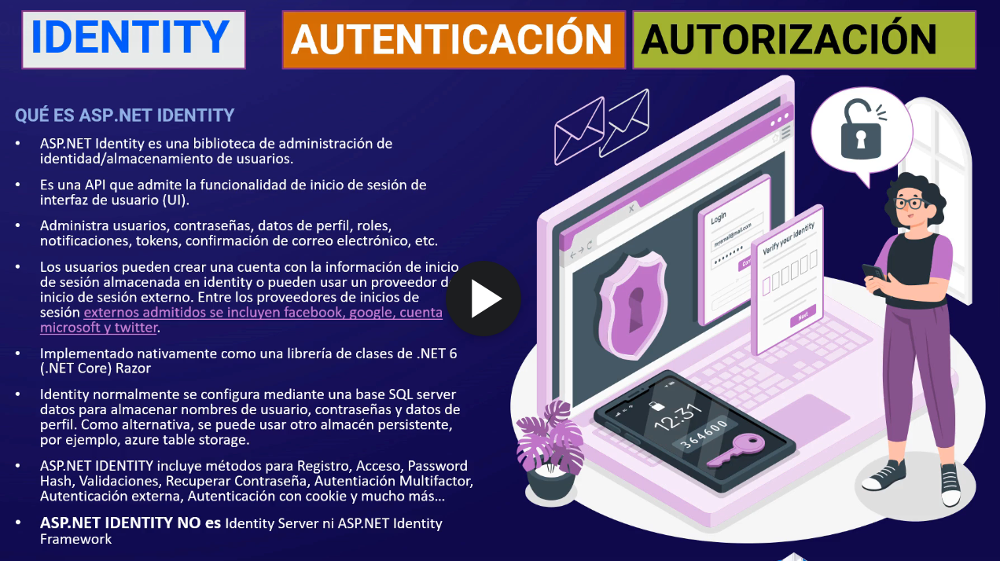 IDENTITY
AUTENTICACIÓN
AUTORIZACIÓN
QUÉ ES ASP.NET IDENTITY
• ASP.NET Identity es una biblioteca de administración de
identidad/almacenamiento de usuarios.
• Es una API que admite la funcionalidad de inicio de sesión de
interfaz de usuario (UI).
• Administra usuarios, contraseñas, datos de perfil, roles,
notificaciones, tokens, confirmación de correo electrónico, etc.
• Los usuarios pueden crear una cuenta con la información de inicio
de sesión almacenada en identity o pueden usar un proveedor
inicio de sesión externo. Entre los proveedores de inicios de
sesión externos admitidos se incluyen facebook, google, cuenta
microsoft y twitter.
• Implementado nativamente como una librería de clases de .NET 6
(.NET Core) Razor
• Identity normalmente se configura mediante una base SQL server
datos para almacenar nombres de usuario, contraseñas y datos de
perfil. Como alternativa, se puede usar otro almacén persistente,
por ejemplo, azure table storage.
• ASP.NET IDENTITY incluye métodos para Registro, Acceso, Password
Hash, Validaciones, Recuperar Contraseña, Autentiación Multifactor,
Autenticación externa, Autenticación con cookie y mucho más...
• ASP.NET IDENTITY NO es Identity Server ni ASP.NET Identity
Framework
Login
myemail@mail.com
Verify your identity
Next
12:31
364600